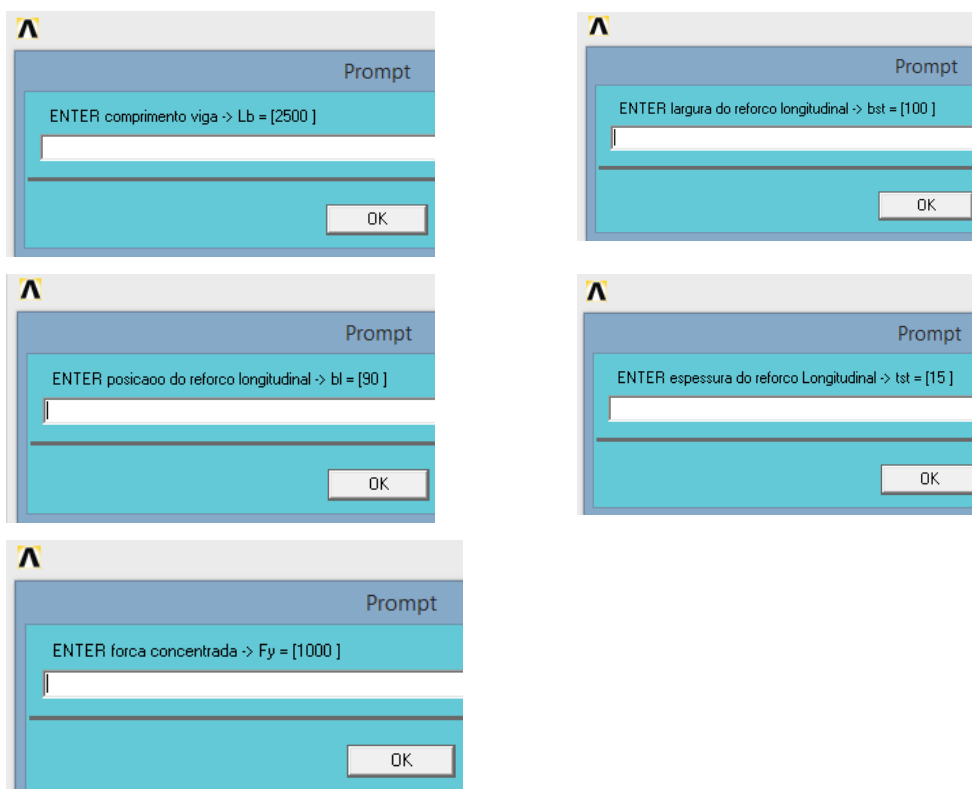 Prompt
ENTER comprimento viga -> Lb = [2500 ]
OK
Prompt
ENTER largura do reforco longitudinal -> bst = [100 ]
OK
Prompt
ENTER posicaoo do reforco longitudinal -> bl = [90 ]
OK
Prompt
ENTER espessura do reforco Longitudinal -> tst = [15 ]
OK
Prompt
ENTER forca concentrada -> Fy = [1000 ]
OK